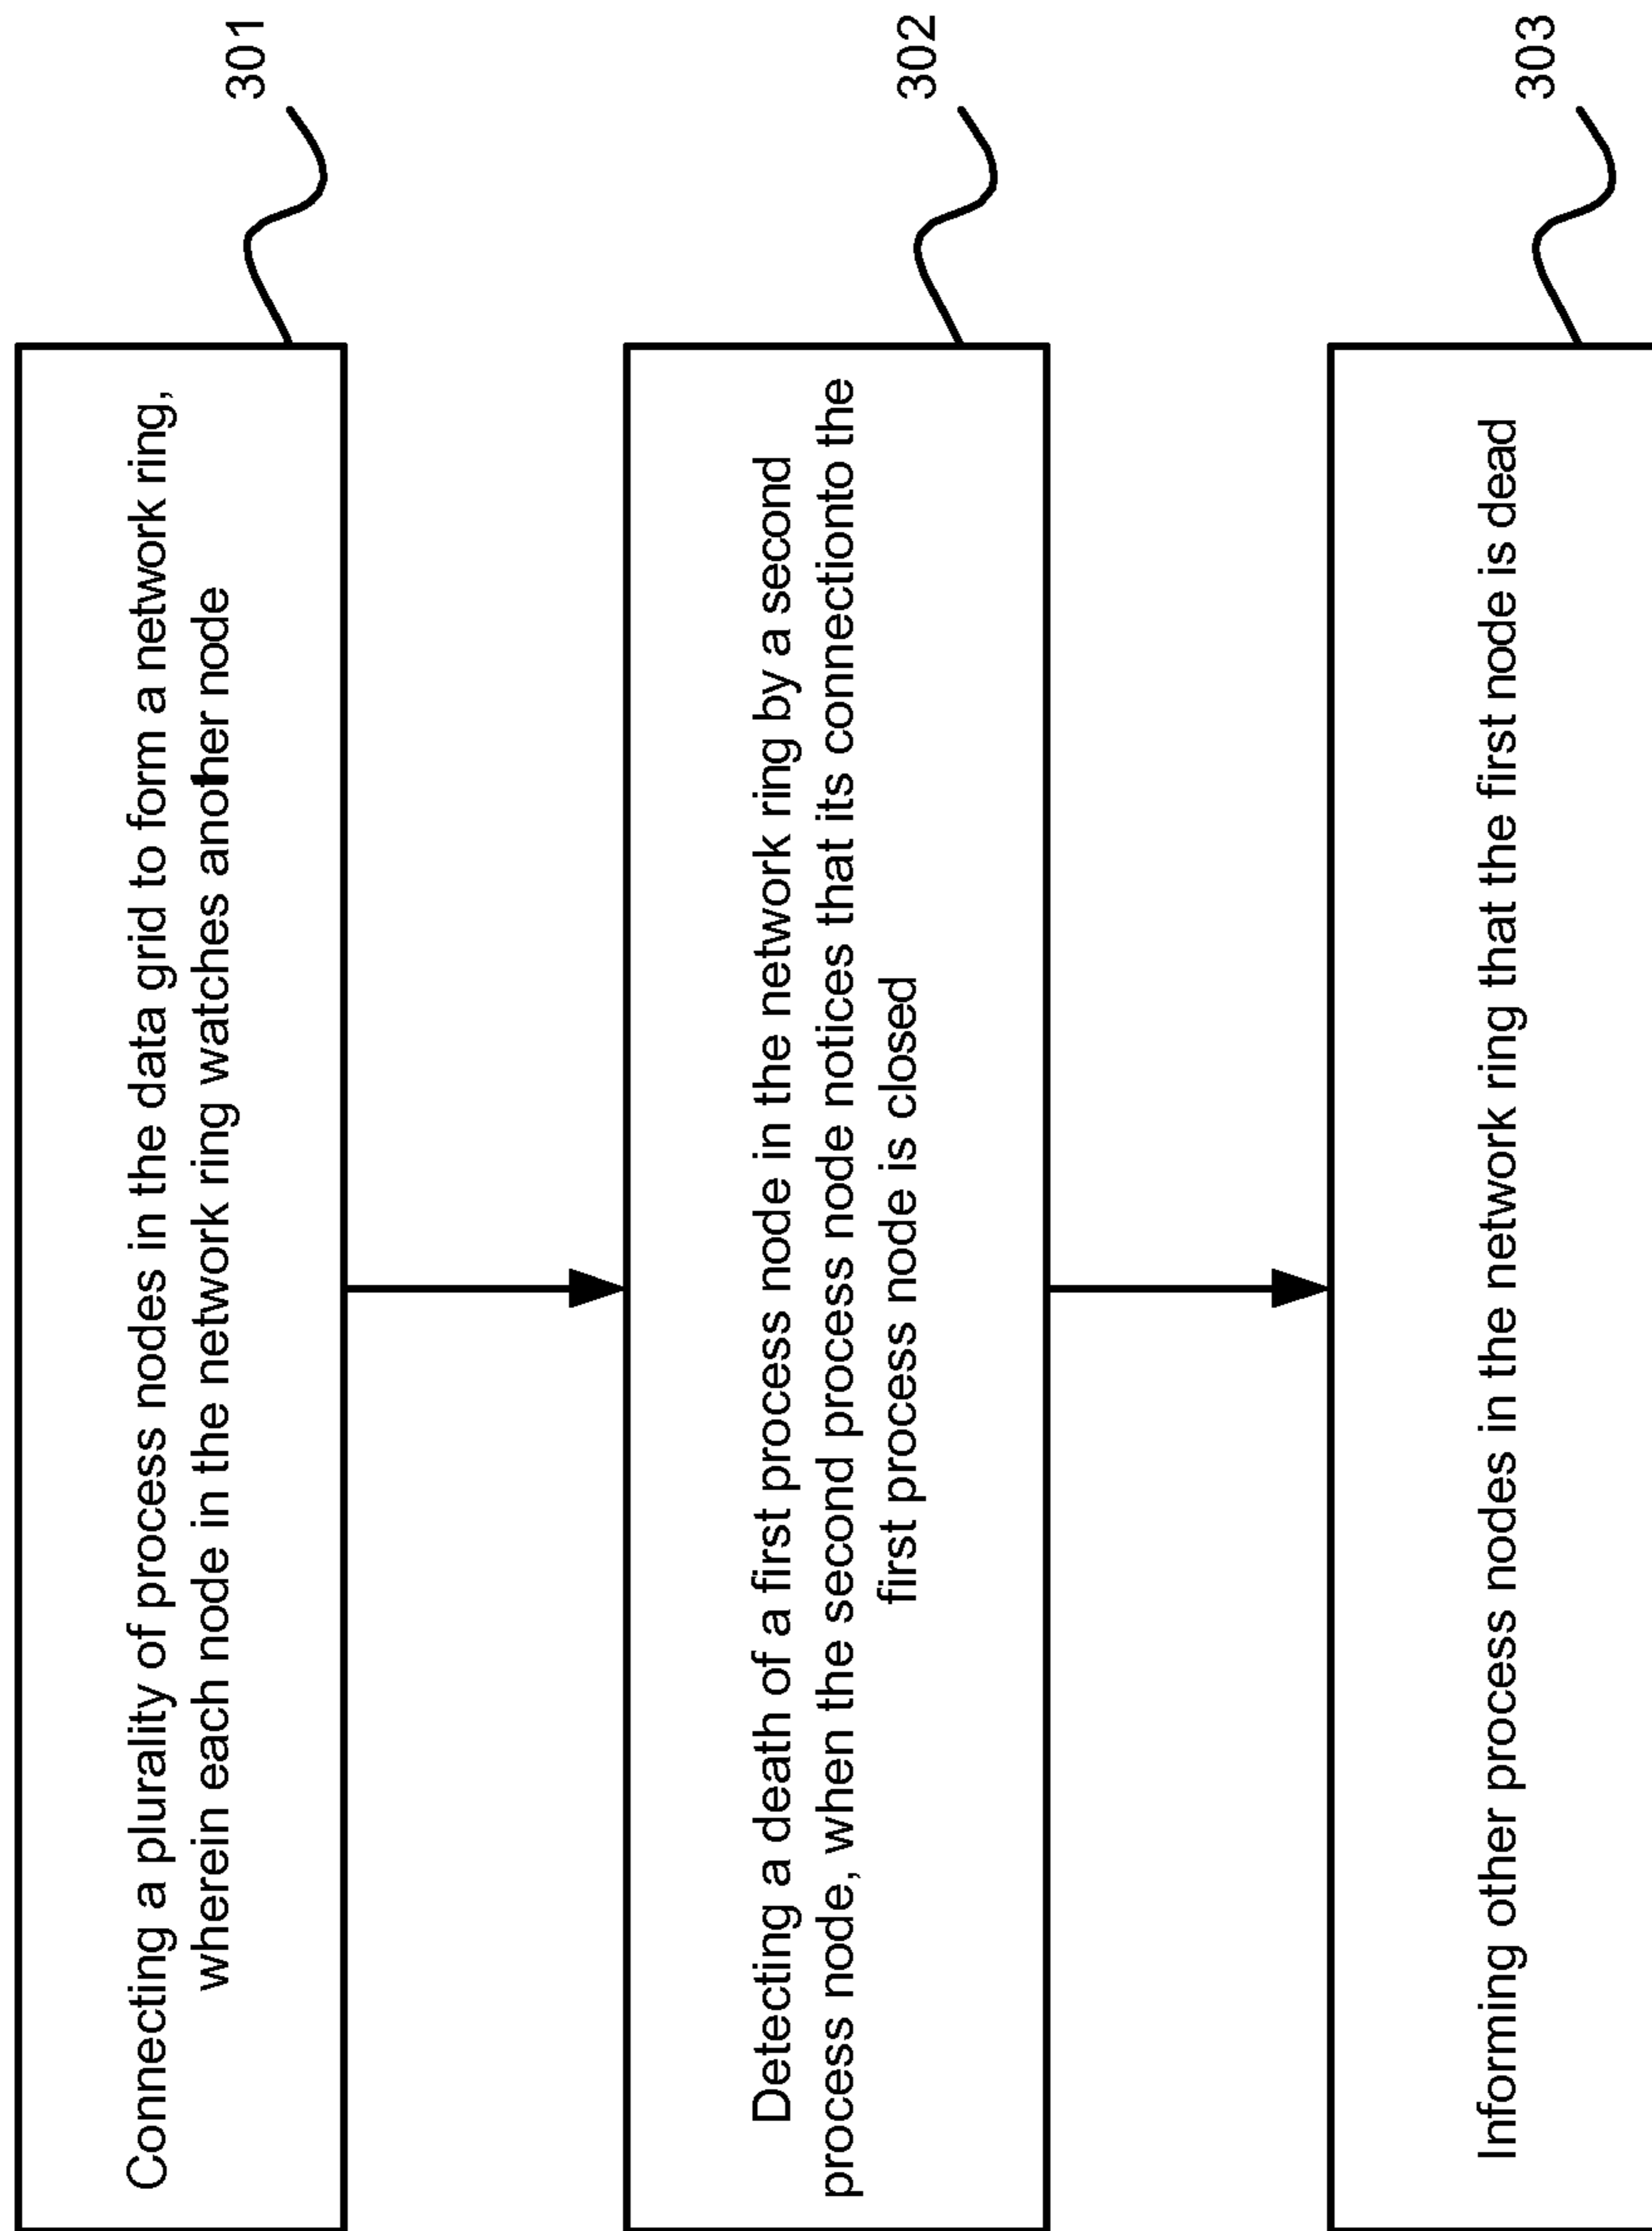 Connecting a plurality of process nodes in the data grid to form a network ring,
wherein each node in the network ring watches another node
301
Detecting a death of a first process node in the network ring by a second
process node, when the second process node notices that its connectionto the
first process node is closed
302
Informing other process nodes in the network ring that the first node is dead
303